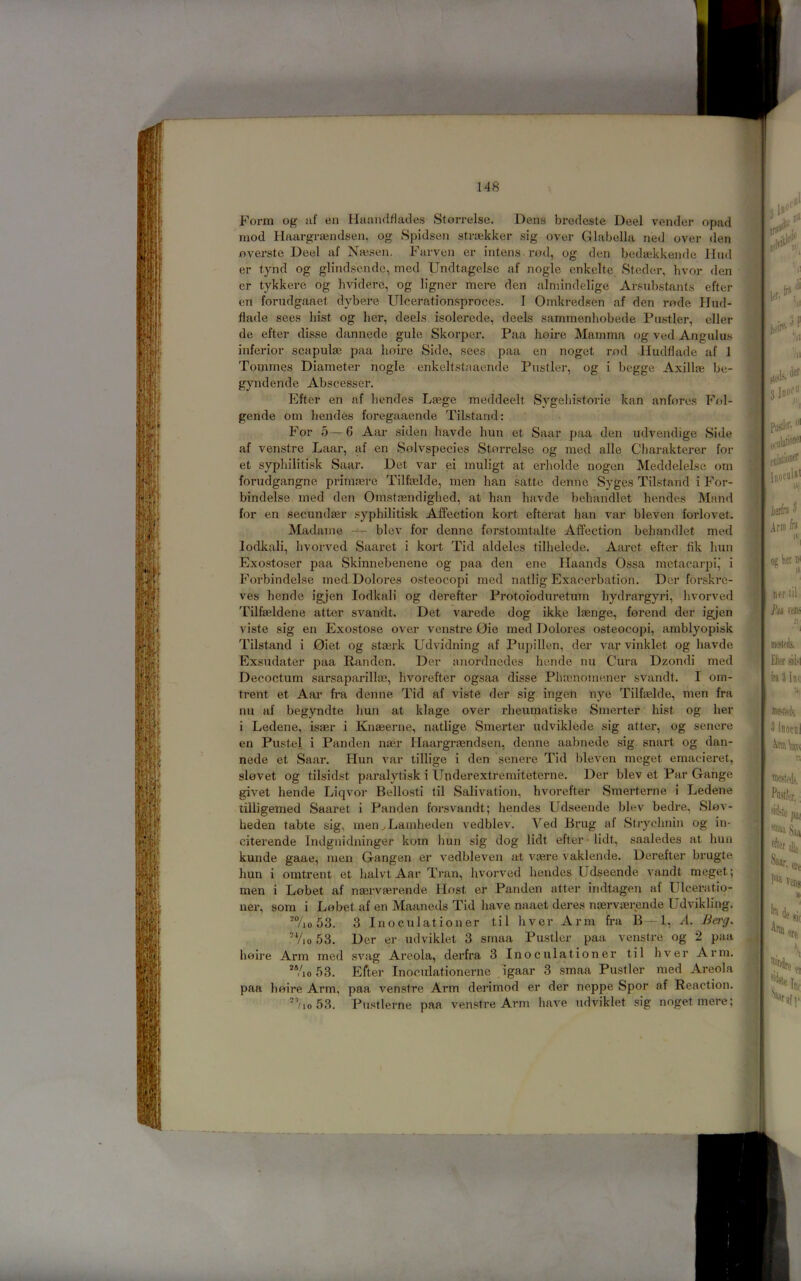 148
Form og af en Haandflades Størrelse. Dens bredeste Deel vender opad
mod Haargrændsen, og Spidsen strækker sig over Glabella ned over den
øverste Deel af Næsen. Farven er intens rød, og den bedækkende Hud
er tynd og glindsende, med Undtagelse af nogle enkelte Steder, hvor den
er tykkere og hvidere, og ligner mere den almindelige Arsubstants efter
en forudgaaet dybere Ulcerationsproces. I Omkredsen af den røde Hud-
flade sees hist og her, deels isolerede, deels sammenhobede Pustler, eller
de efter disse dannede gule Skorper. Paa høire Mamma og ved Angulus
inferior scapulæ paa høire Side, sees paa en noget rød Hudflade af 1
Tommes Diameter nogle enkeltstaaende Pustler, og i begge Axillæ be-
gyndende Abscesser.
Efter en af hendes Læge meddeelt Sygehistorie kan anføres Føl-
gende om hendes foregaaende Tilstand:
For 5—6 Aar siden havde hun et Saar paa den udvendige Side
af venstre Laar, af en Sølvspecies Størrelse og med alle Charakterer for
et syphilitisk Saar. Det var ei muligt at erholde nogen Meddelelse om
forudgangne primære Tilfælde, men han satte denne Syges Tilstand i For-
bindelse med den Omstændighed, at han havde behandlet hendes Mand
for en secundær syphilitisk Affection kort efterat han var bleven forlovet.
Madame — blev for denne førstomtalte Affection behandlet med
Iodkali, hvorved Saaret i kort Tid aldeles tilhelede. Aaret efter fik hun
Exostoser paa Skinnebenene og paa den ene Haands Ossa metacarpi, i
Forbindelse med Dolores osteocopi med natlig Exacerbation. Der forskre-
ves hende igjen Iodkali og derefter Protoioduretum hydrargyri, hvorved
Tilfældene atter svandt. Det varede dog ikke længe, førend der igjen
viste sig en Exostose over venstre Øie med Dolores osteocopi, amblyopisk
Tilstand i Øiet og stærk Udvidning af Pupillen, der var vinklet og havde
Exsudater paa Randen. Der anordnedes hende nu Cura Dzondi med
Decoctum sarsaparillæ, hvorefter ogsaa disse Phænomener svandt. I om-
trent et Aar fra denne Tid af viste der sig ingen nye Tilfælde, men fra
nu af begyndte hun at klage over rheumatiske Smerter hist og her
i Ledene, især i Knæerne, natlige Smerter udviklede sig atter, og senere
en Pustel i Panden nær Haargrændsen, denne aabnede sig snart og dan-
nede et Saar. Hun var tillige i den senere Tid bleven meget emacieret,
sløvet og tilsidst paralytisk i Underextremiteterne. Der blev et Par Gange
givet hende Liqvor Bellosti til Salivation, hvorefter Smerterne i Ledene
tilligemed Saaret i Panden forsvandt; hendes Udseende blev bedre, Sløv-
heden tabte sig, men Lamheden vedblev. Ved Brug af Strychnin og in-
citerende Indgnidninger kom hun sig dog lidt efter lidt, saaledes at hun
kunde gaae, men Gangen er vedbleven at være vaklende. Derefter brugte
hun i omtrent et halvt Aar Tran, hvorved hendes Udseende vandt meget;
men i Løbet af nærværende Høst er Panden atter indtagen af Ulceratio-
ner, som i Løbet af en Maaneds Tid have naaet deres nærværende Udvikling.
20/10 53. 3 Inoculationer til hver Arm fra B—1, A. Berg.
24/10 53. Der er udviklet 3 smaa Pustler paa venstre og 2 paa
høire Arm med svag Areola, derfra 3 Inoculationer til hver Arm.
26/10 53. Efter Inoculationerne igaar 3 smaa Pustler med Areola
paa høire Arm, paa venstre Arm derimod er der neppe Spor af Reaction.
27/10 53. Pustlerne paa venstre Arm have udviklet sig noget mere;